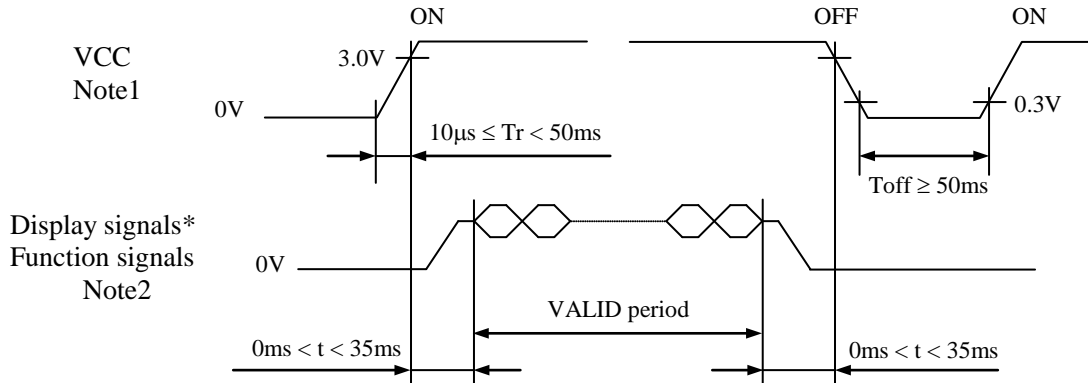 ON
OFF
ON
VCC
3.0V
Note1
0V
0.3V
10μs ≤ Tr < 50ms
Toff ≥ 50ms
Display signals*
Function signals
0V
Note2
VALID period
0ms < t < 35ms
0ms < t < 35ms